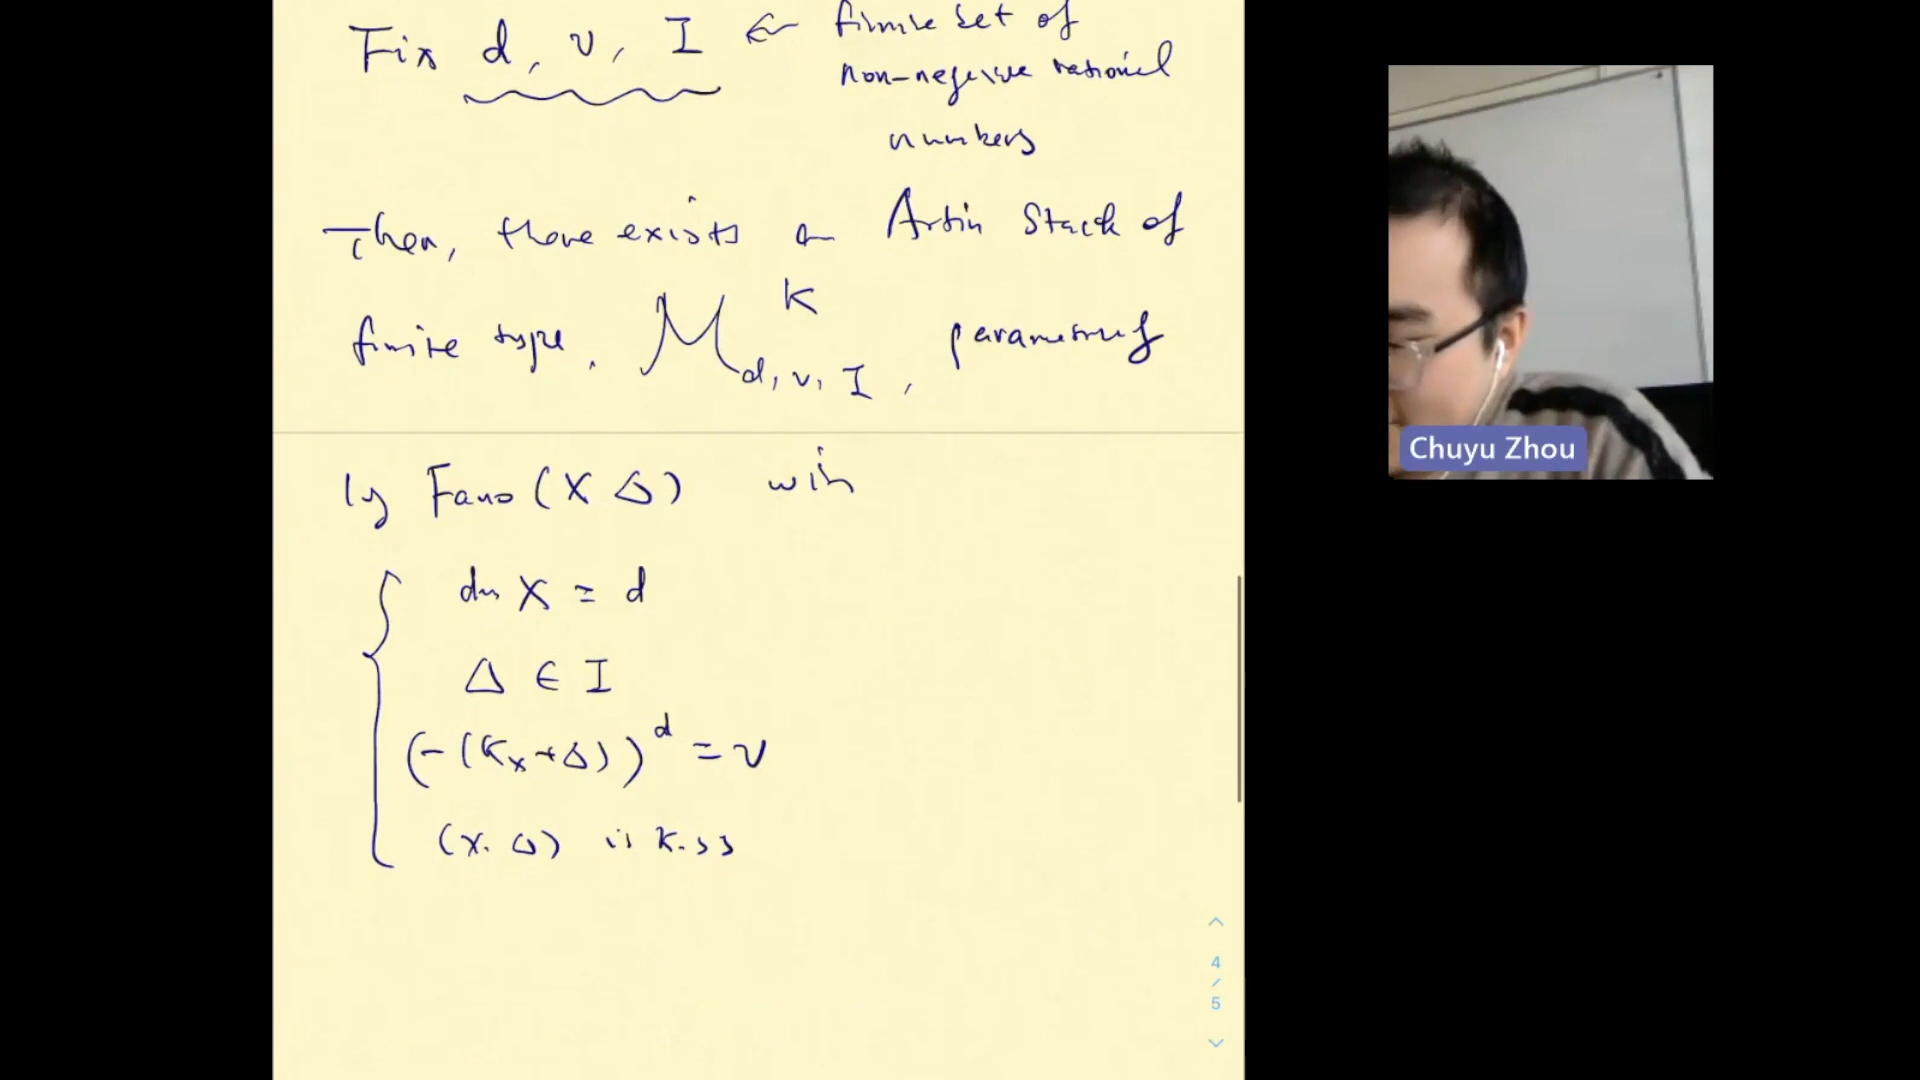 Fix d, v, I ⇐ finite set of
non-negative rational
numbers
Then, there exists an Artin Stack of
finite type, M^K_{d, v, I}, parametrizing
ly Fano (X Δ) with
dim X = d
Δ ∈ I
(-(K_X+Δ))^d = v
(X, Δ) is K-ss
Chuyu Zhou
4
/
5